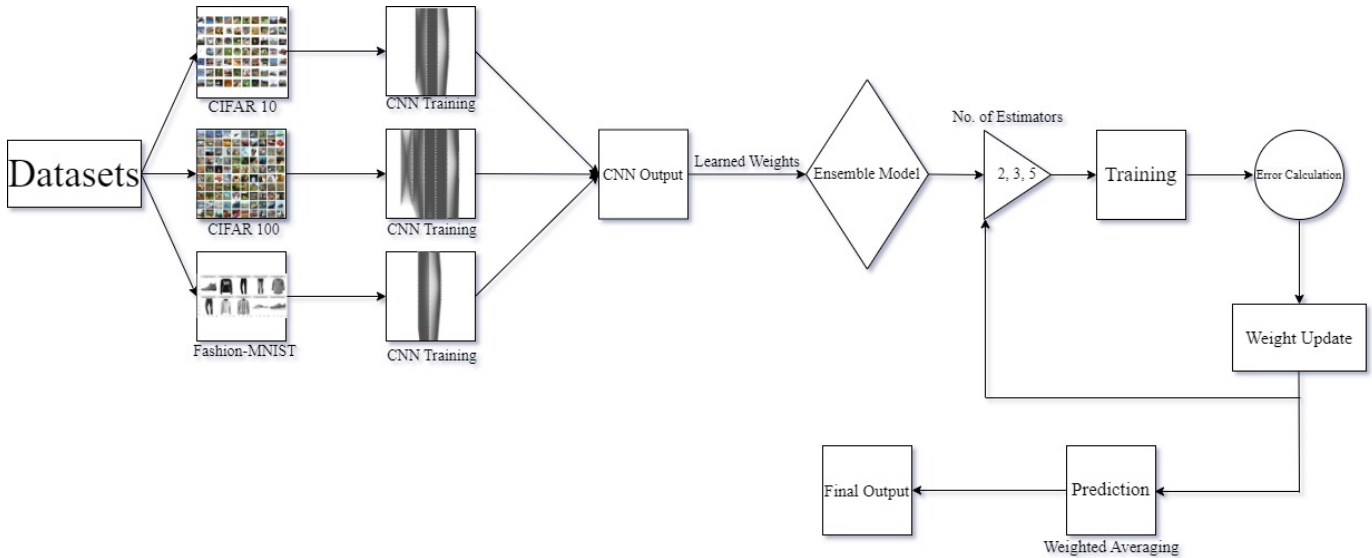 Datasets
CIFAR 10
CIFAR 100
Fashion-MNIST
CNN Training
CNN Training
CNN Training
CNN Output
Learned Weights
Ensemble Model
No. of Estimators
2, 3, 5
Training
Error Calculation
Weight Update
Prediction
Weighted Averaging
Final Output